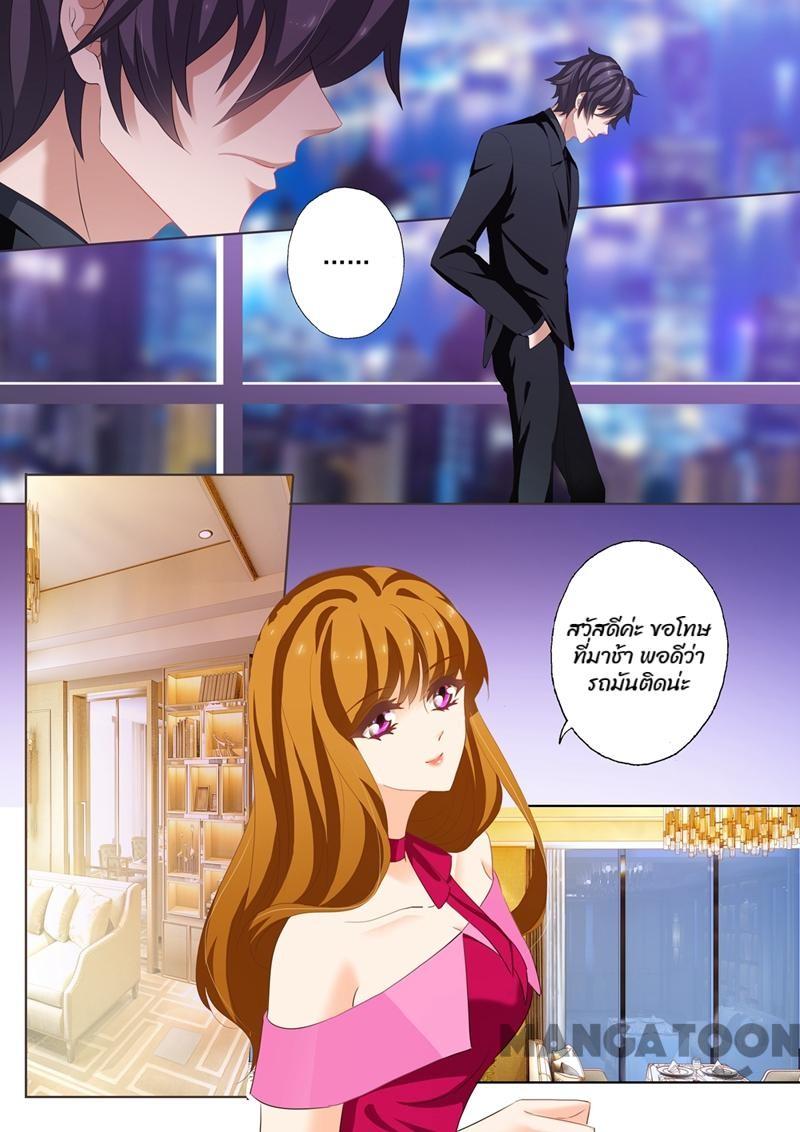 ......
สวัสดีค่ะ ขอโทษ
ที่มาช้า พอดีว่า
รถมันติดน่ะ
MANGATOON